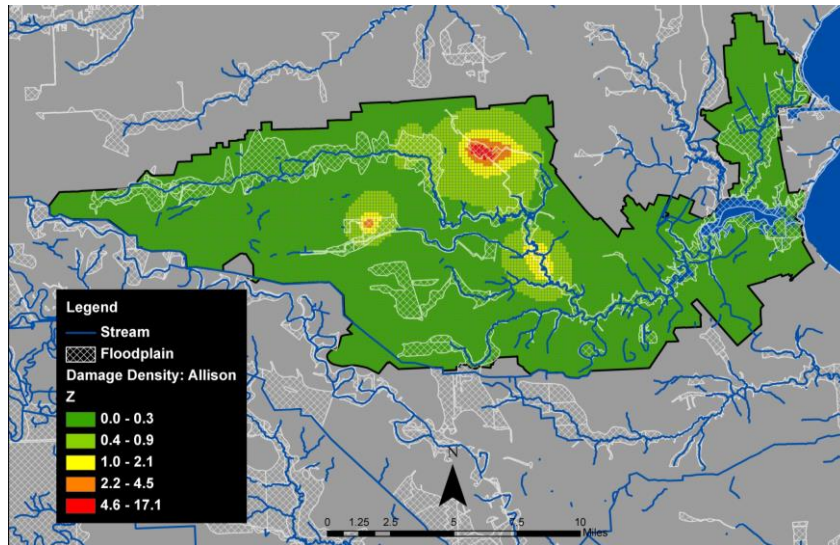 Legend
Stream
Floodplain
Damage Density: Allison
Z
0.0 - 0.3
0.4 - 0.9
1.0 - 2.1
2.2 - 4.5
4.6 - 17.1
N
0 1.25 2.5 5 7.5 10
Miles